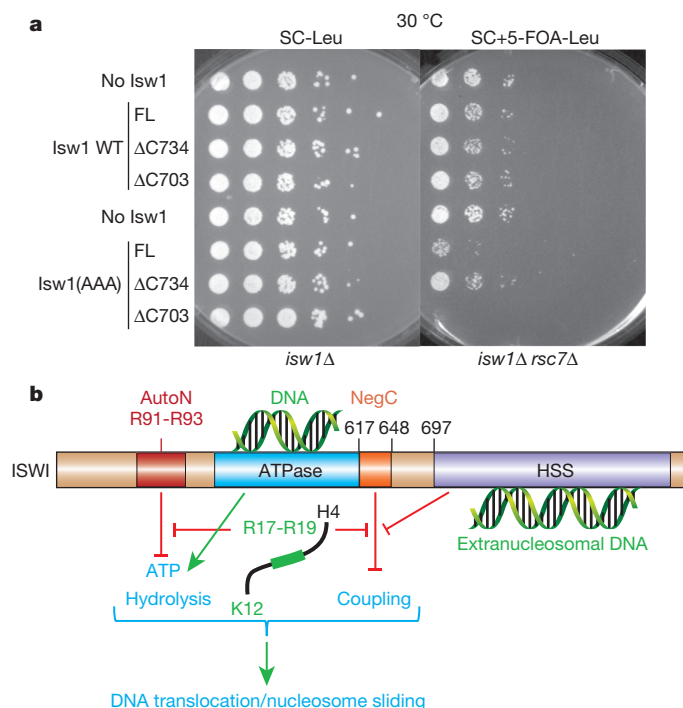 a
30 °C
SC-Leu
SC+5-FOA-Leu
No Isw1
FL
Isw1 WT
ΔC734
ΔC703
No Isw1
FL
Isw1(AAA)
ΔC734
ΔC703
isw1Δ
isw1Δ rsc7Δ
b
AutoN
R91-R93
DNA
NegC
617
648
697
ISWI
ATPase
HSS
R17-R19
H4
Extranucleosomal DNA
ATP
Hydrolysis
K12
Coupling
DNA translocation/nucleosome sliding